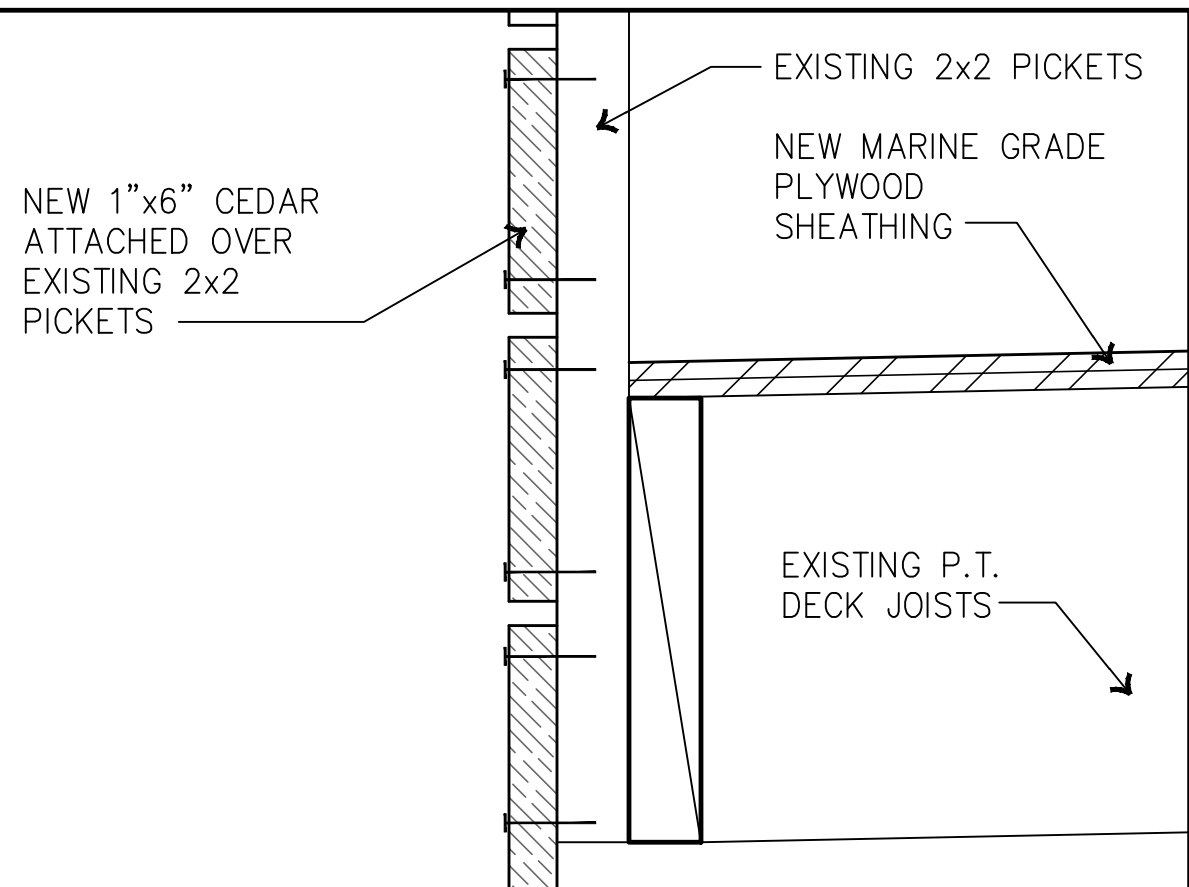 EXISTING 2x2 PICKETS
NEW MARINE GRADE
PLYWOOD
SHEATHING
NEW 1”x6” CEDAR
ATTACHED OVER
EXISTING 2x2
PICKETS
EXISTING P.T.
DECK JOISTS